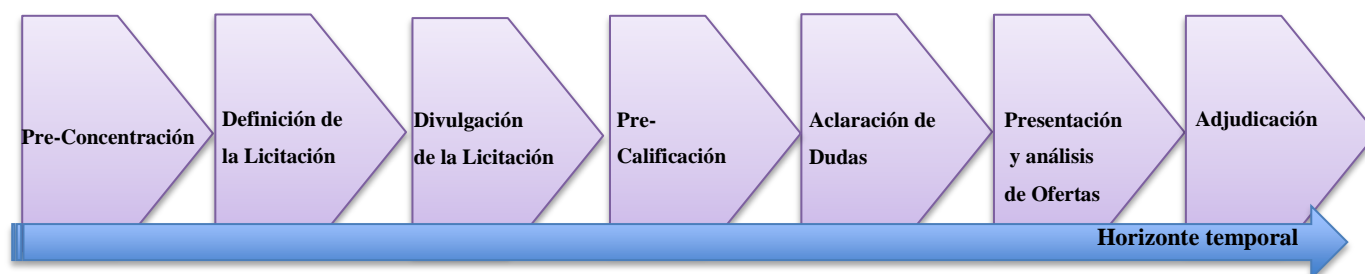 Pre-Concentración
Definición de
la Licitación
Divulgación
de la Licitación
Pre-
Calificación
Aclaración de
Dudas
Presentación
y análisis
de Ofertas
Adjudicación
Horizonte temporal